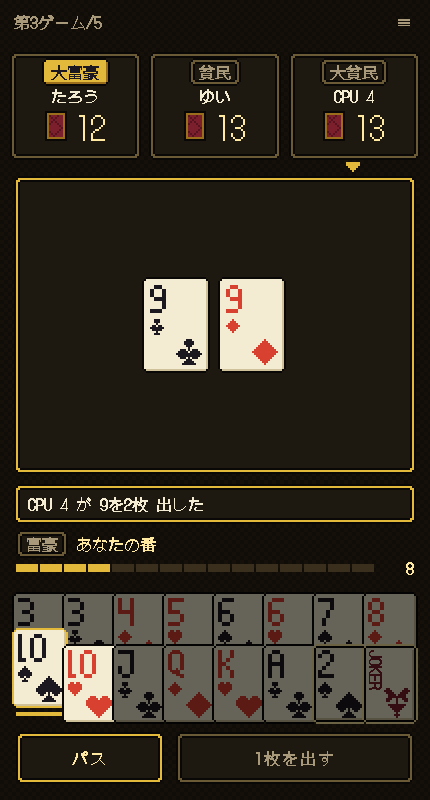 第3ゲーム/5
大富豪
たろう
12
貧民
ゆい
13
大貧民
CPU 4
13
9 9
CPU 4 が 9を2枚 出した
富豪 あなたの番
8
3 3 4 5 6 6 7 8
10 10 J Q K A 2 JOKER
パス
1枚を出す